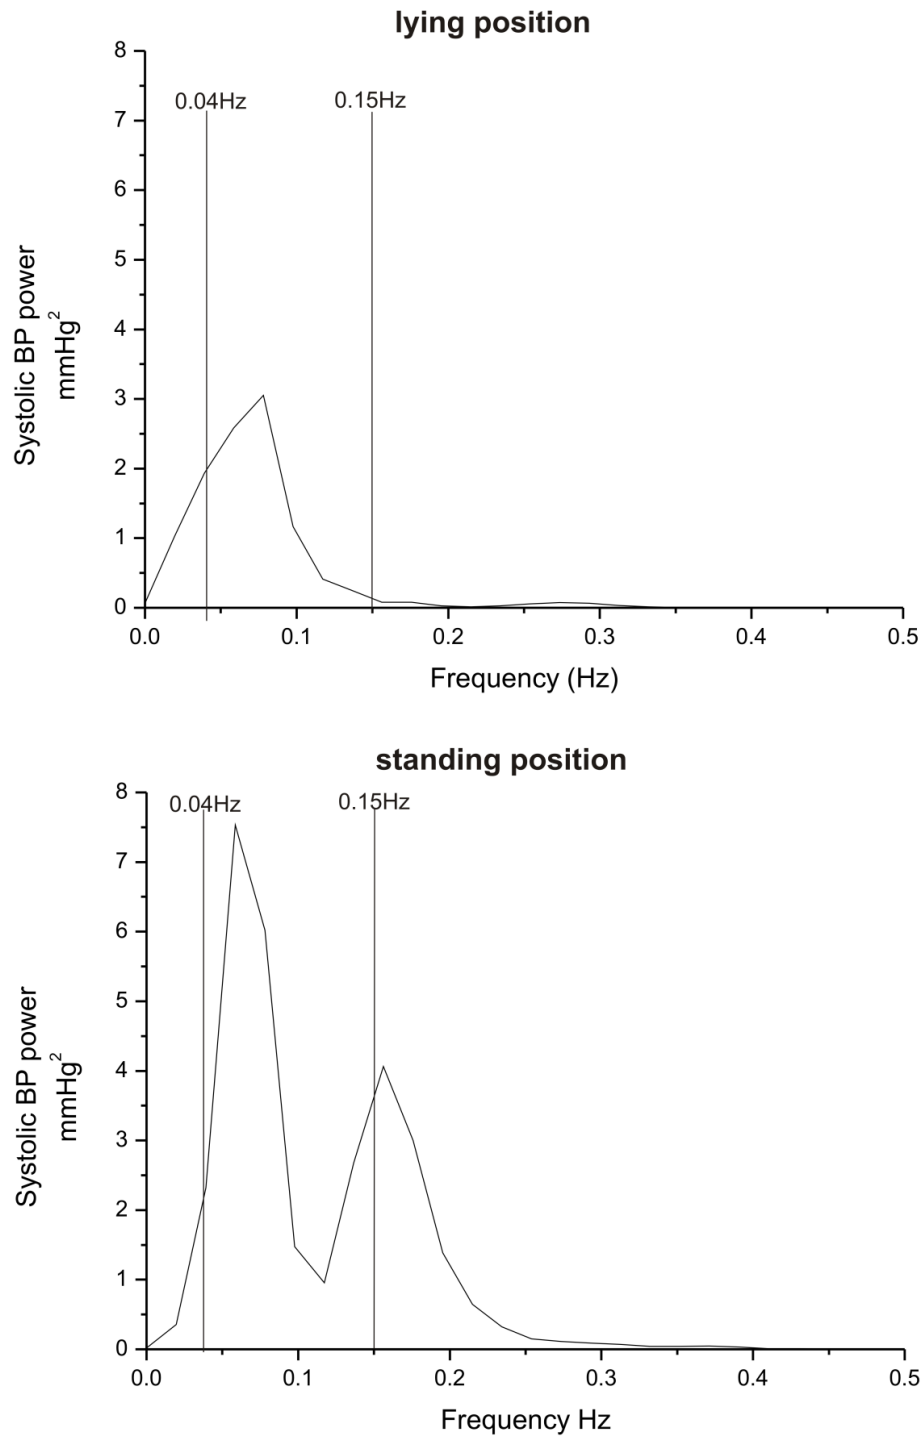 lying position
8
0.04Hz
0.15Hz
7
6
5
4
3
2
1
0
Systolic BP power
mmHg²
0.0
0.1
0.2
0.3
0.4
0.5
Frequency (Hz)
standing position
8
0.04Hz
0.15Hz
7
6
5
4
3
2
1
0
Systolic BP power
mmHg²
0.0
0.1
0.2
0.3
0.4
0.5
Frequency Hz